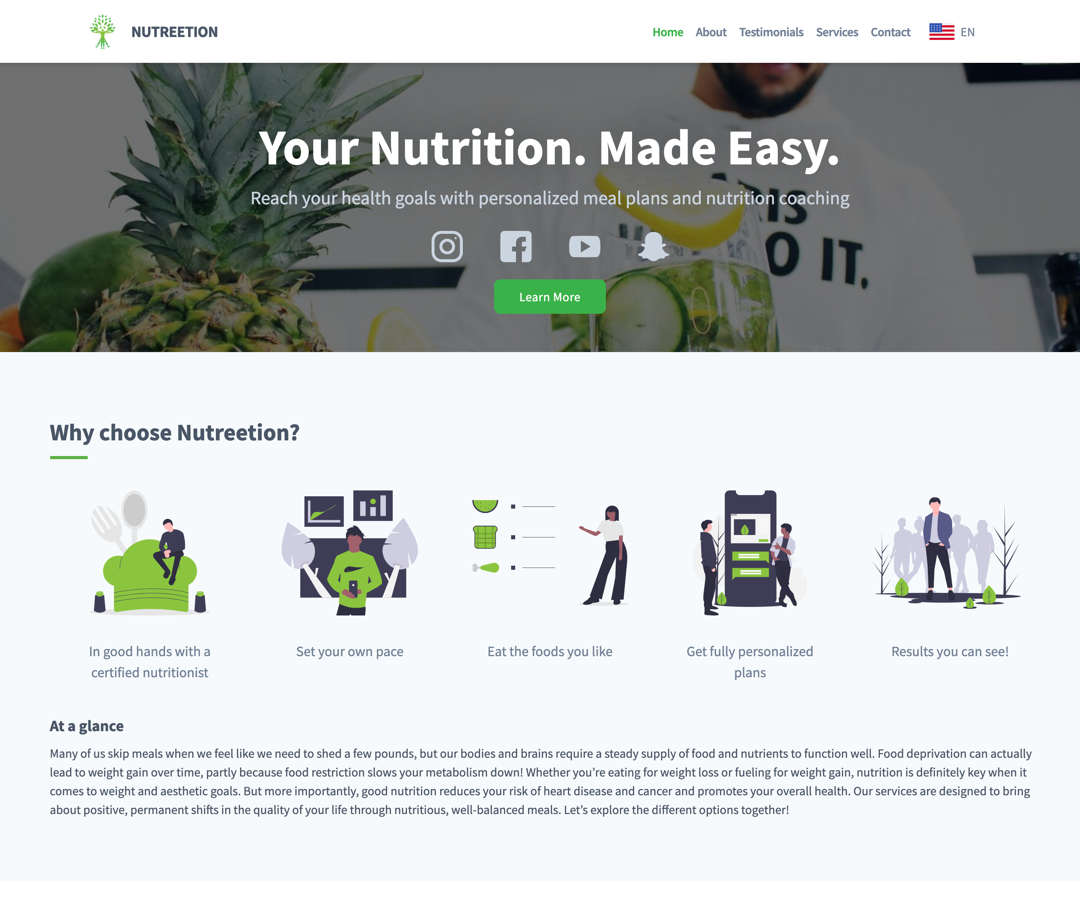 NUTREETION
Home About Testimonials Services Contact EN
Your Nutrition. Made Easy.
Reach your health goals with personalized meal plans and nutrition coaching
IS
O IT.
Learn More
Why choose Nutreetion?
In good hands with a
certified nutritionist
Set your own pace
Eat the foods you like
Get fully personalized
plans
Results you can see!
At a glance
Many of us skip meals when we feel like we need to shed a few pounds, but our bodies and brains require a steady supply of food and nutrients to function well. Food deprivation can actually
lead to weight gain over time, partly because food restriction slows your metabolism down! Whether you’re eating for weight loss or fueling for weight gain, nutrition is definitely key when it
comes to weight and aesthetic goals. But more importantly, good nutrition reduces your risk of heart disease and cancer and promotes your overall health. Our services are designed to bring
about positive, permanent shifts in the quality of your life through nutritious, well-balanced meals. Let’s explore the different options together!